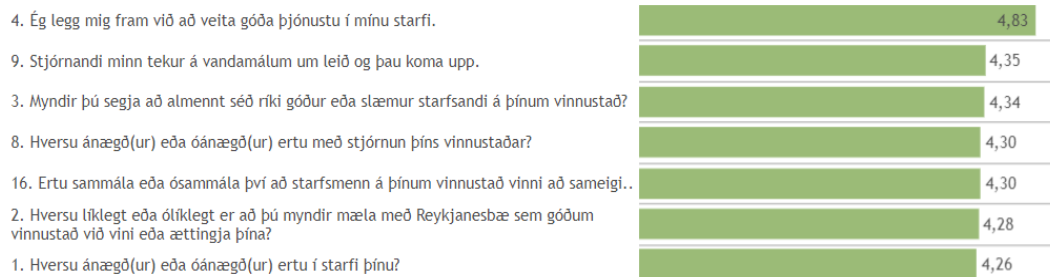 4. Ég legg mig fram við að veita góða þjónustu í mínu starfi. 4,83
9. Stjórnandi minn tekur á vandamálum um leið og þau koma upp. 4,35
3. Myndir þú segja að almennt séð ríki góður eða slæmur starfsandi á þínum vinnustað? 4,34
8. Hversu ánægð(ur) eða óánægð(ur) ertu með stjórnun þíns vinnustaðar? 4,30
16. Ertu sammála eða ósammála því að starfsmenn á þínum vinnustað vinni að sameigi.. 4,30
2. Hversu líklegt eða ólíklegt er að þú myndir mæla með Reykjanesbæ sem góðum
vinnustað við vini eða ættingja þína? 4,28
1. Hversu ánægð(ur) eða óánægð(ur) ertu í starfi þínu? 4,26